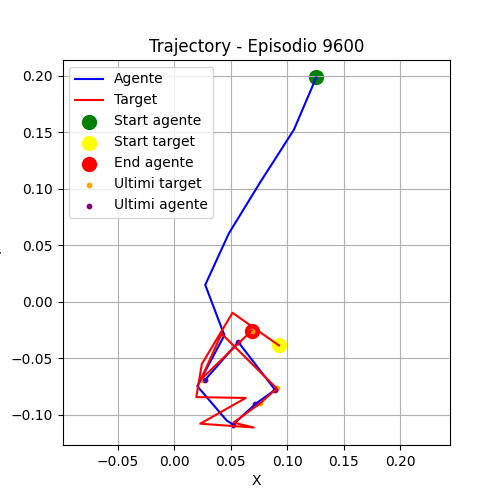 Trajectory - Episodio 9600
0.20
0.15
0.10
0.05
0.00
−0.05
−0.10
Agente
Target
Start agente
Start target
End agente
Ultimi target
Ultimi agente
−0.05
0.00
0.05
0.10
0.15
0.20
X